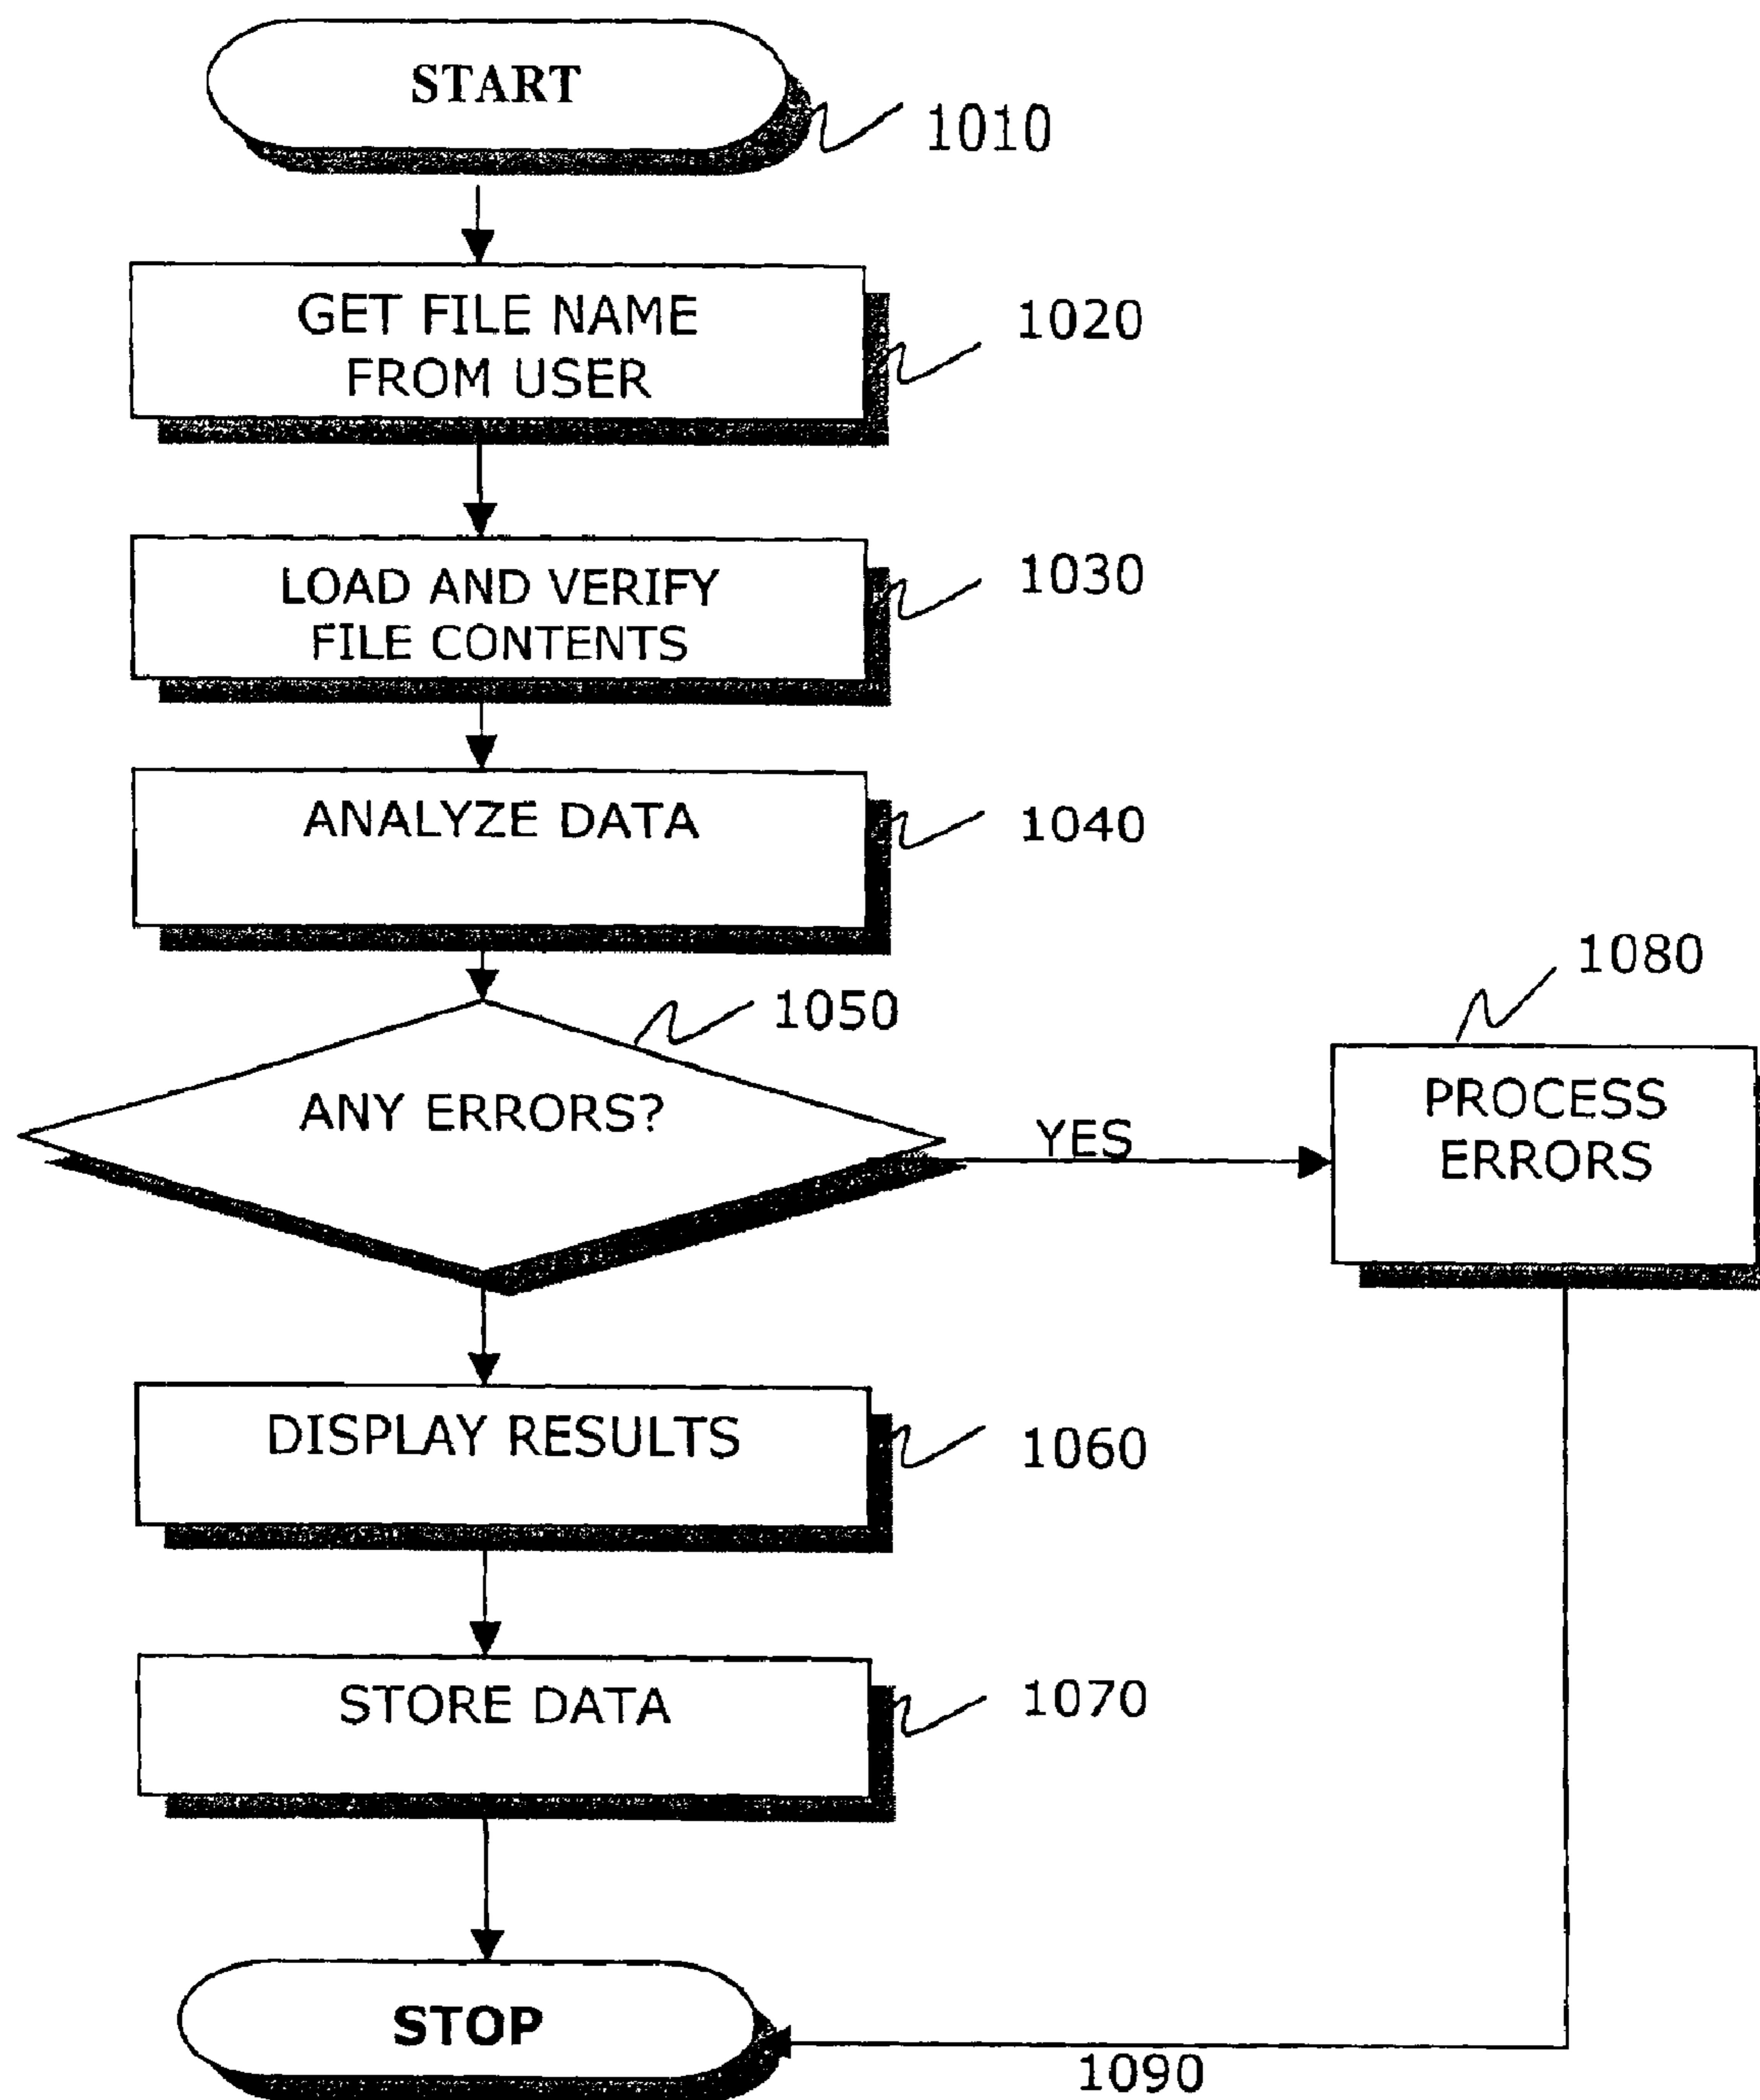 START
1010
GET FILE NAME
FROM USER
1020
LOAD AND VERIFY
FILE CONTENTS
1030
ANALYZE DATA
1040
1050
ANY ERRORS?
YES
1080
PROCESS
ERRORS
DISPLAY RESULTS
1060
STORE DATA
1070
STOP
1090